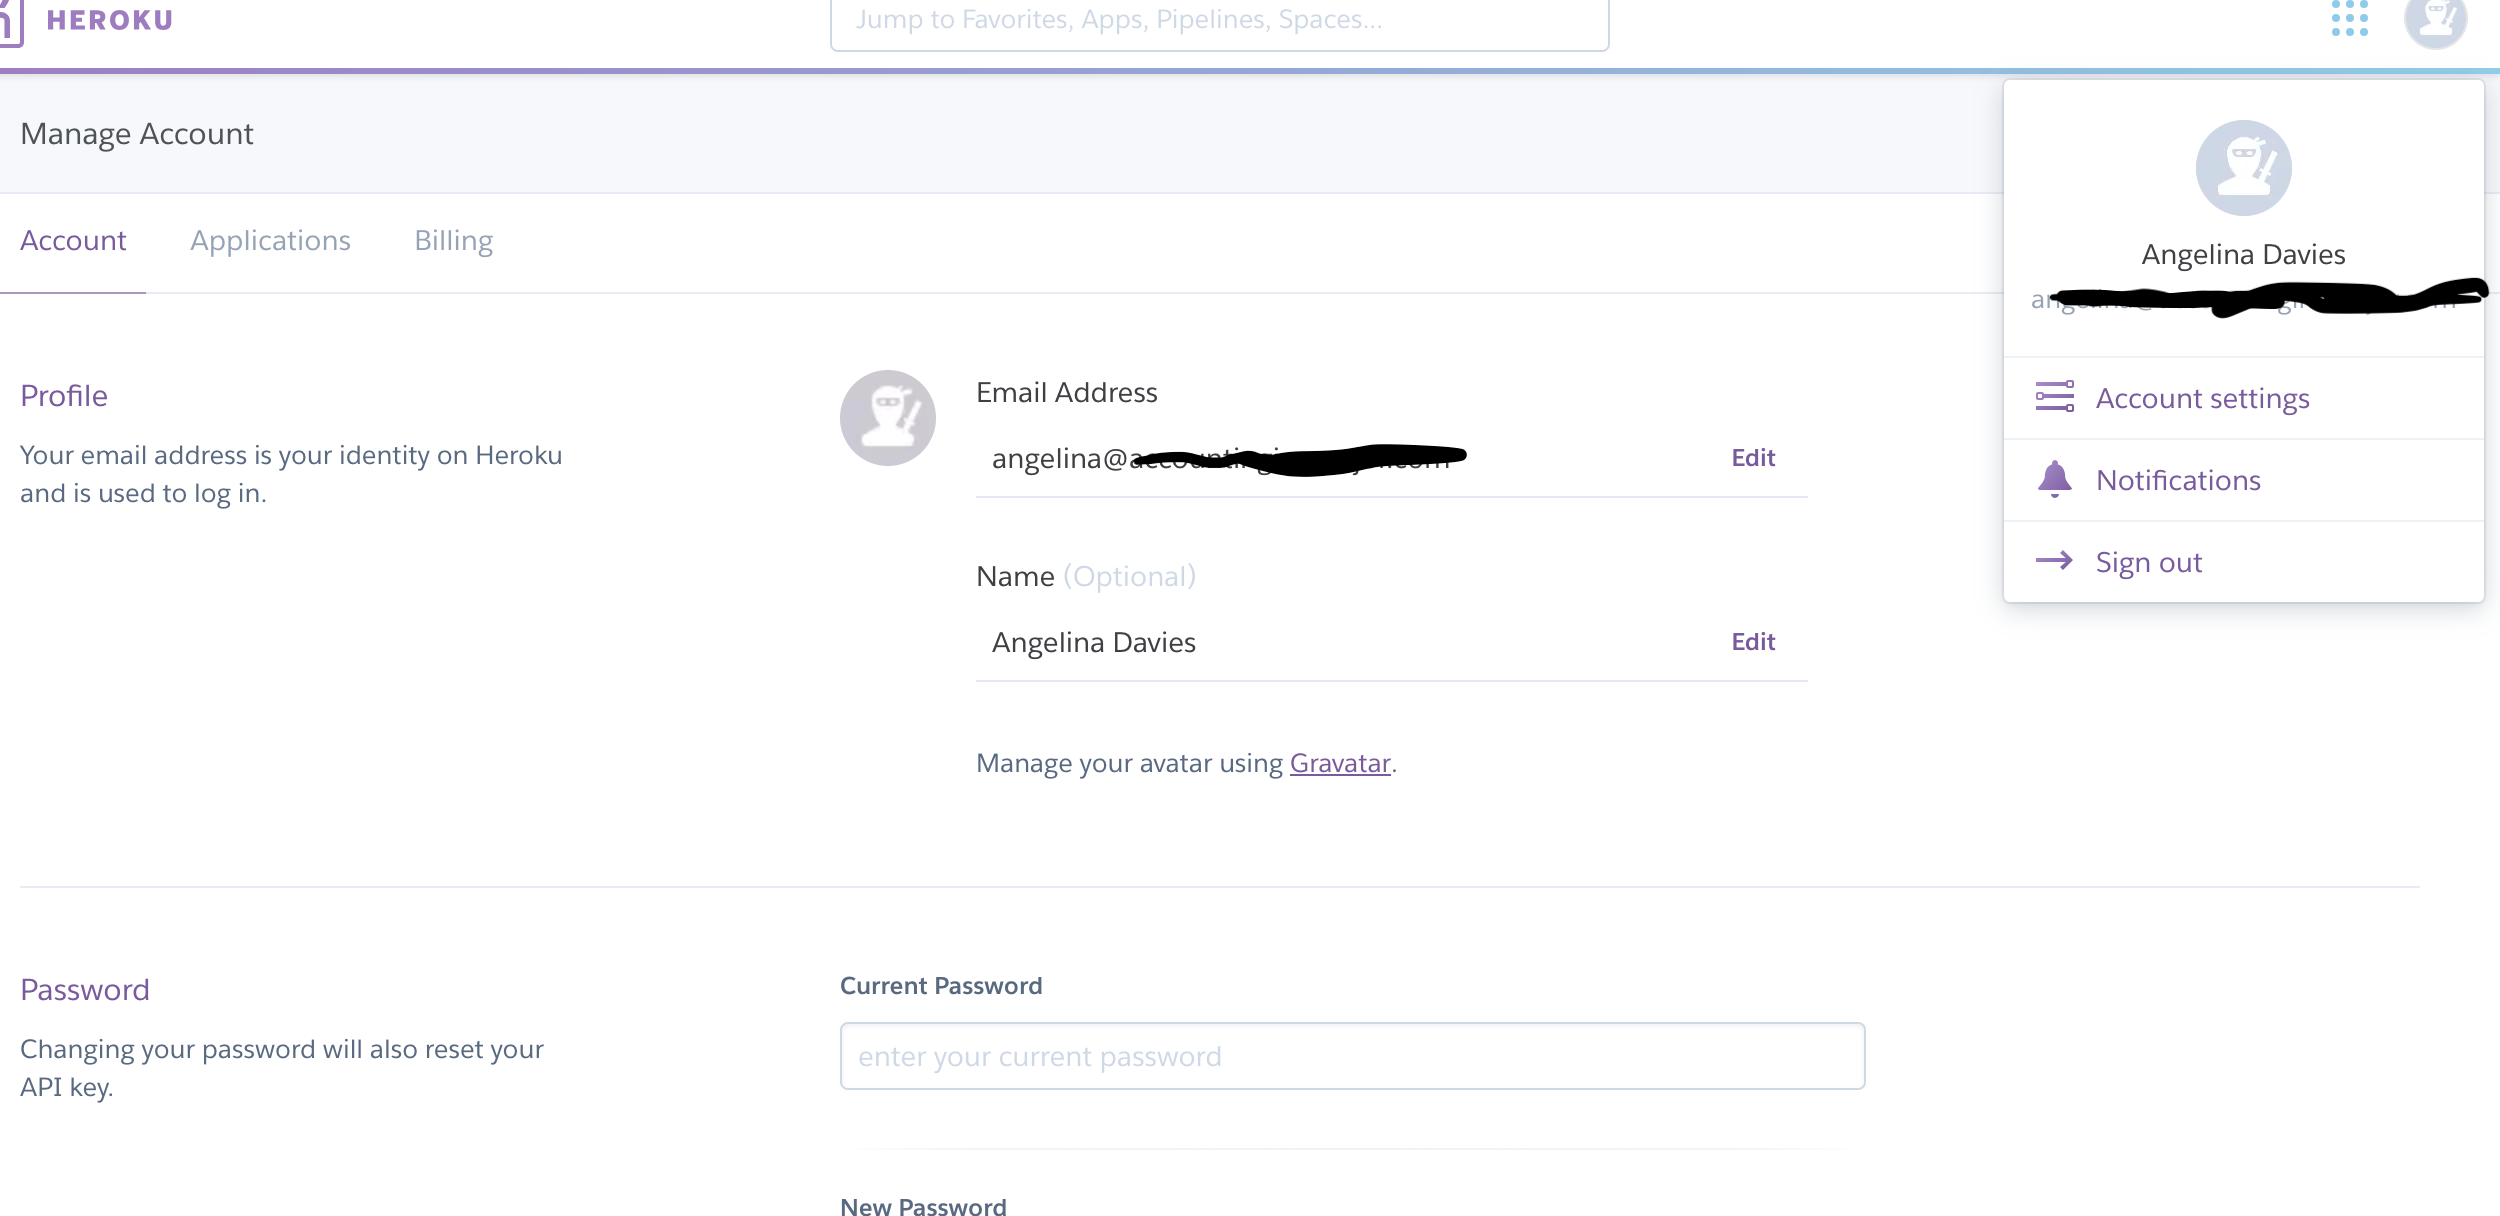 HEROKU
Jump to Favorites, Apps, Pipelines, Spaces...
Manage Account
Account
Applications
Billing
Angelina Davies
Account settings
Notifications
Sign out
Profile
Your email address is your identity on Heroku
and is used to log in.
Email Address
angelina@
Edit
Name (Optional)
Angelina Davies
Edit
Manage your avatar using Gravatar.
Password
Changing your password will also reset your
API key.
Current Password
enter your current password
New Password